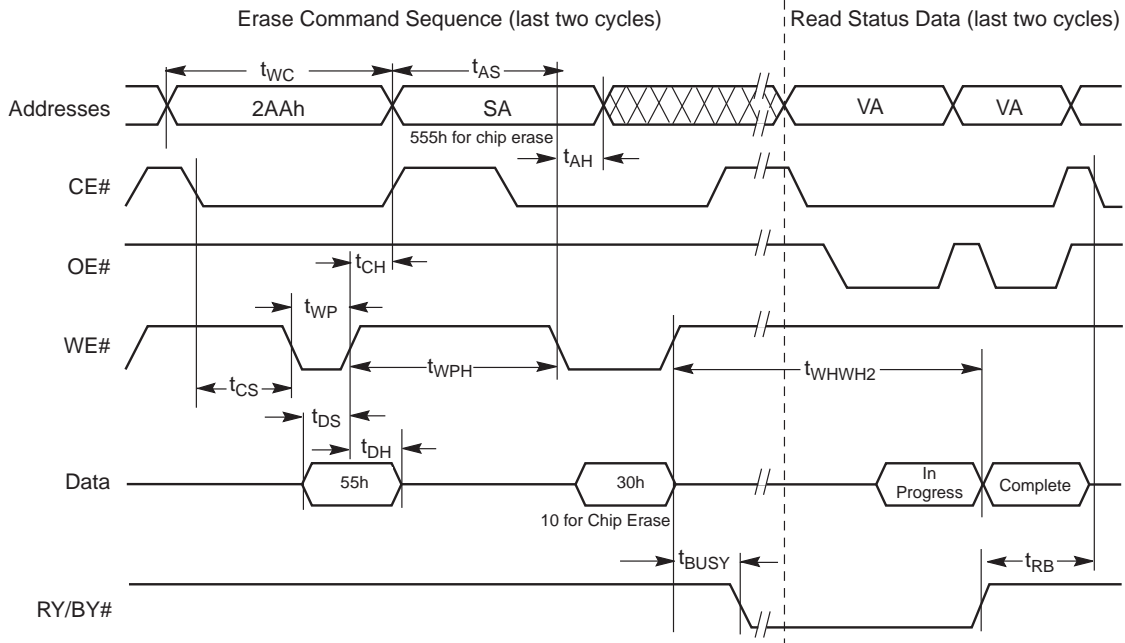 Erase Command Sequence (last two cycles)
Read Status Data (last two cycles)
tWC
tAS
Addresses
2AAh
SA
VA
VA
555h for chip erase
tAH
CE#
OE#
tCH
tWP
WE#
tWPH
tWHWH2
tCS
tDS
tDH
Data
55h
30h
In
Progress
Complete
10 for Chip Erase
tBUSY
tRB
RY/BY#